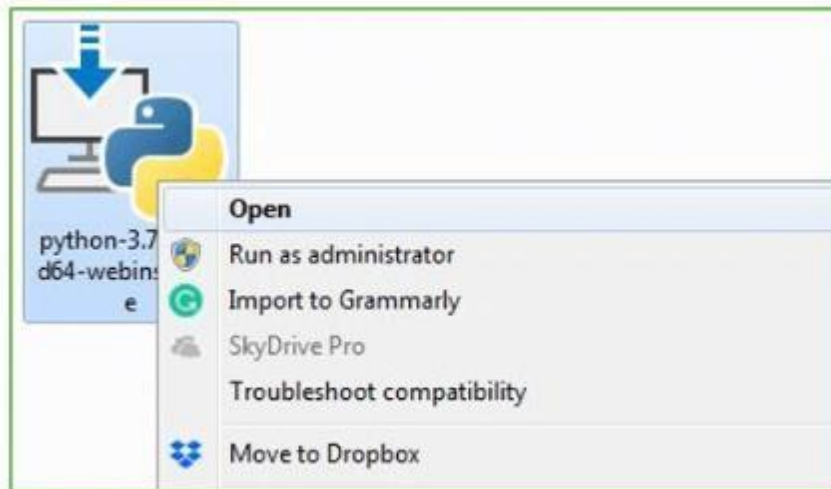 python-3.7
d64-webins
e
Open
Run as administrator
Import to Grammarly
SkyDrive Pro
Troubleshoot compatibility
Move to Dropbox